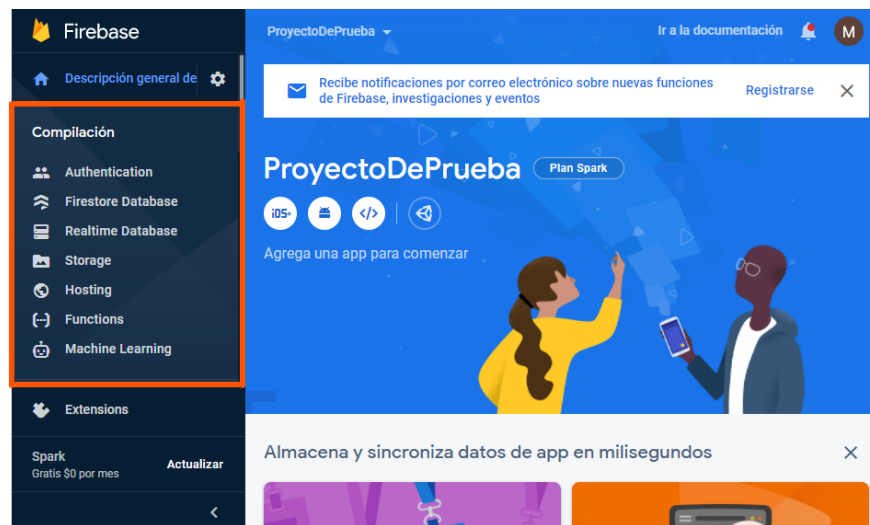 Firebase
Descripción general de
Compilación
Authentication
Firestore Database
Realtime Database
Storage
Hosting
Functions
Machine Learning
Extensions
Spark
Gratis $0 por mes
Actualizar
ProyectoDePrueba
Ir a la documentación
M
Recibe notificaciones por correo electrónico sobre nuevas funciones
de Firebase, investigaciones y eventos
Registrarse
ProyectoDePrueba
Plan Spark
iOS+
Agrega una app para comenzar
Almacena y sincroniza datos de app en milisegundos